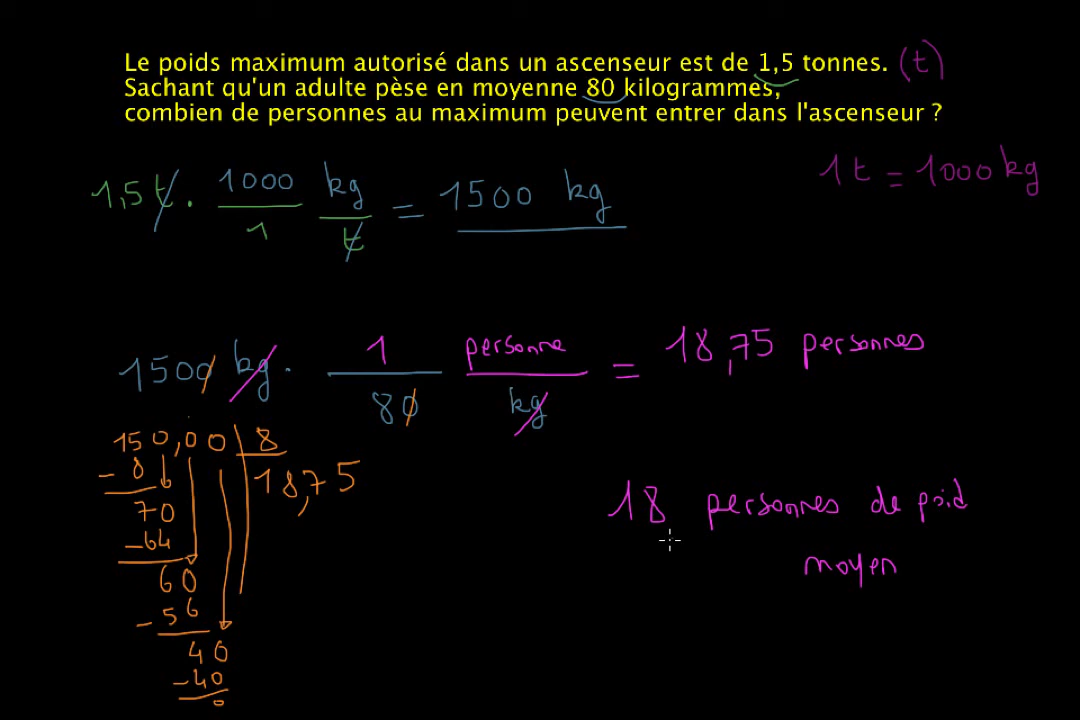 Le poids maximum autorisé dans un ascenseur est de 1,5 tonnes. (t)
Sachant qu'un adulte pèse en moyenne 80 kilogrammes,
combien de personnes au maximum peuvent entrer dans l'ascenseur ?
1 t = 1000 kg
1,5 t . 1000/1 kg/t = 1500 kg
1500 kg . 1/80 personne/kg = 18,75 personnes
150,00 | 8
- 8
18,75
70
-64
60
- 56
40
-40
0
18 personnes de poid
moyen